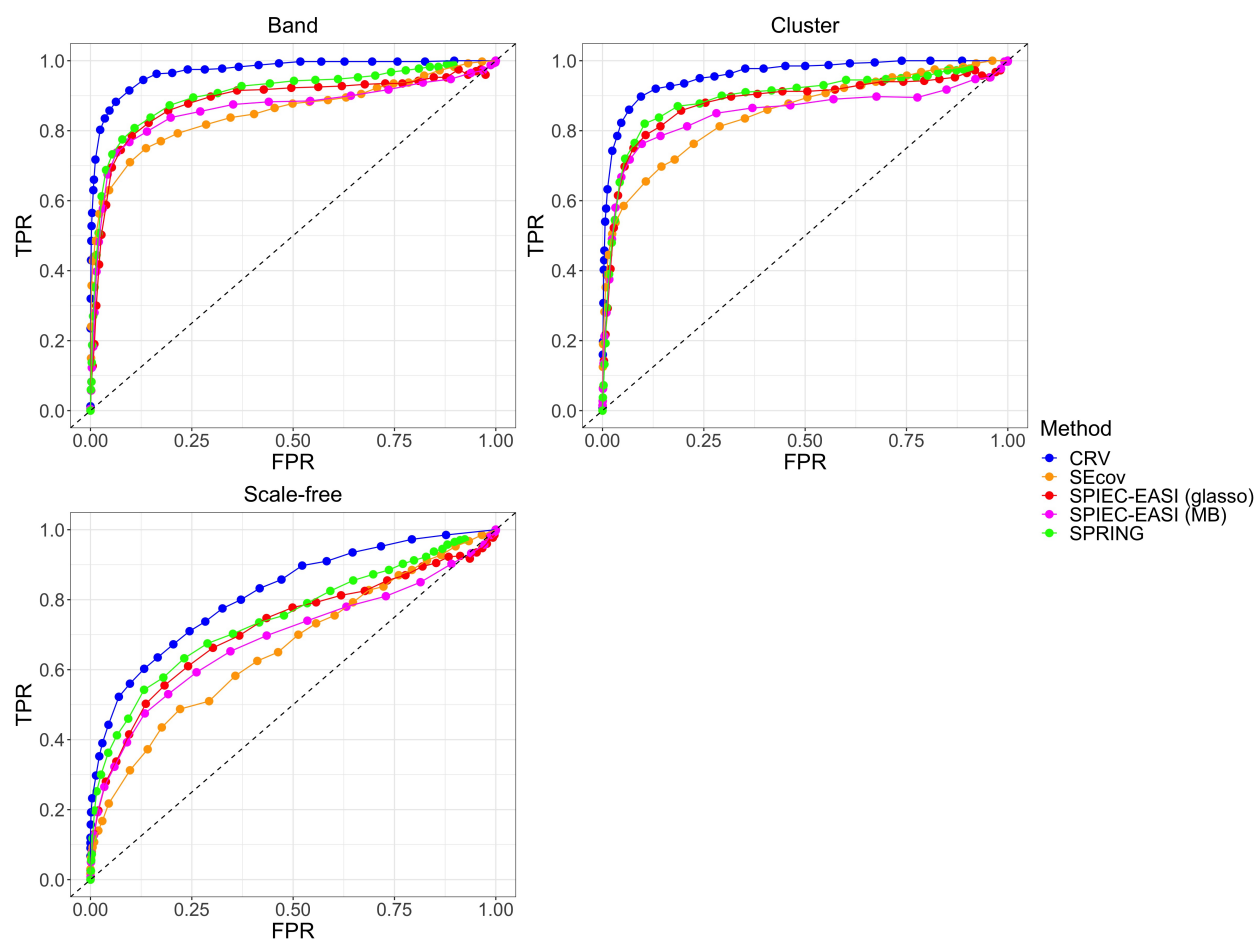 Band
1.0
0.8
0.6
0.4
0.2
0.0
TPR
0.00 0.25 0.50 0.75 1.00
FPR
Cluster
1.0
0.8
0.6
0.4
0.2
0.0
TPR
0.00 0.25 0.50 0.75 1.00
FPR
Scale-free
1.0
0.8
0.6
0.4
0.2
0.0
TPR
0.00 0.25 0.50 0.75 1.00
FPR
Method
CRV
SEcov
SPIEC-EASI (glasso)
SPIEC-EASI (MB)
SPRING